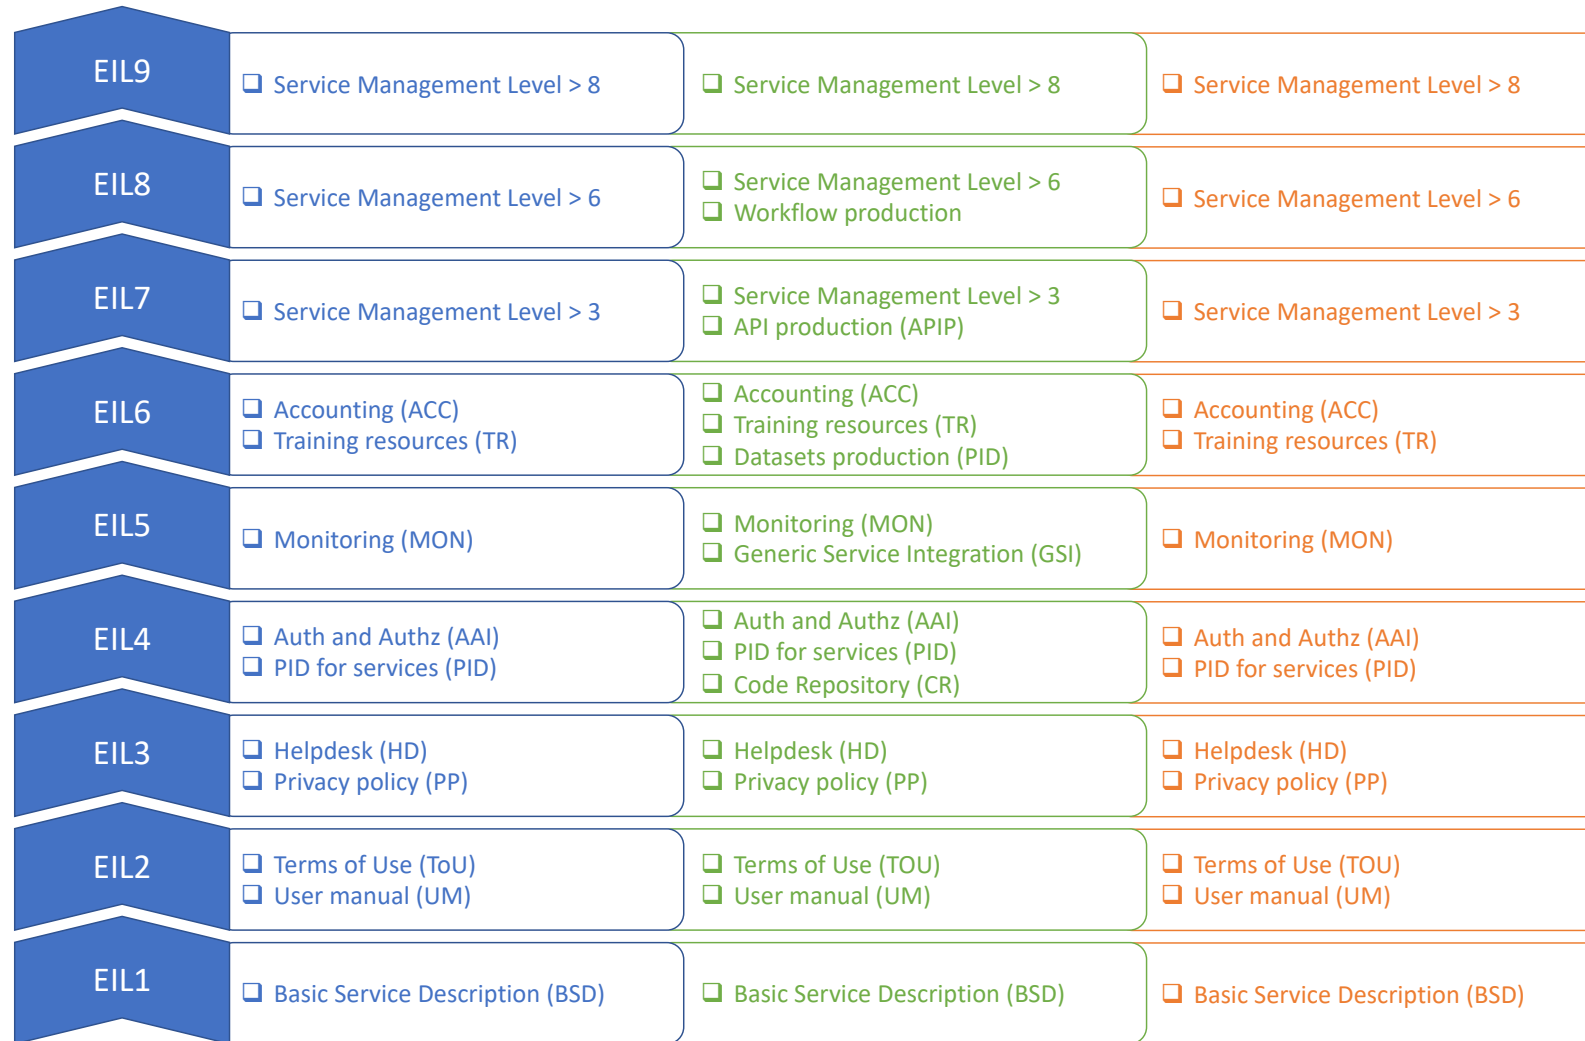 EIL9
❑ Service Management Level > 8
❑ Service Management Level > 8
❑ Service Management Level > 8
EIL8
❑ Service Management Level > 6
❑ Service Management Level > 6
❑ Workflow production
❑ Service Management Level > 6
EIL7
❑ Service Management Level > 3
❑ Service Management Level > 3
❑ API production (APIP)
❑ Service Management Level > 3
EIL6
❑ Accounting (ACC)
❑ Training resources (TR)
❑ Accounting (ACC)
❑ Training resources (TR)
❑ Datasets production (PID)
❑ Accounting (ACC)
❑ Training resources (TR)
EIL5
❑ Monitoring (MON)
❑ Monitoring (MON)
❑ Generic Service Integration (GSI)
❑ Monitoring (MON)
EIL4
❑ Auth and Authz (AAI)
❑ PID for services (PID)
❑ Auth and Authz (AAI)
❑ PID for services (PID)
❑ Code Repository (CR)
❑ Auth and Authz (AAI)
❑ PID for services (PID)
EIL3
❑ Helpdesk (HD)
❑ Privacy policy (PP)
❑ Helpdesk (HD)
❑ Privacy policy (PP)
❑ Helpdesk (HD)
❑ Privacy policy (PP)
EIL2
❑ Terms of Use (ToU)
❑ User manual (UM)
❑ Terms of Use (TOU)
❑ User manual (UM)
❑ Terms of Use (TOU)
❑ User manual (UM)
EIL1
❑ Basic Service Description (BSD)
❑ Basic Service Description (BSD)
❑ Basic Service Description (BSD)